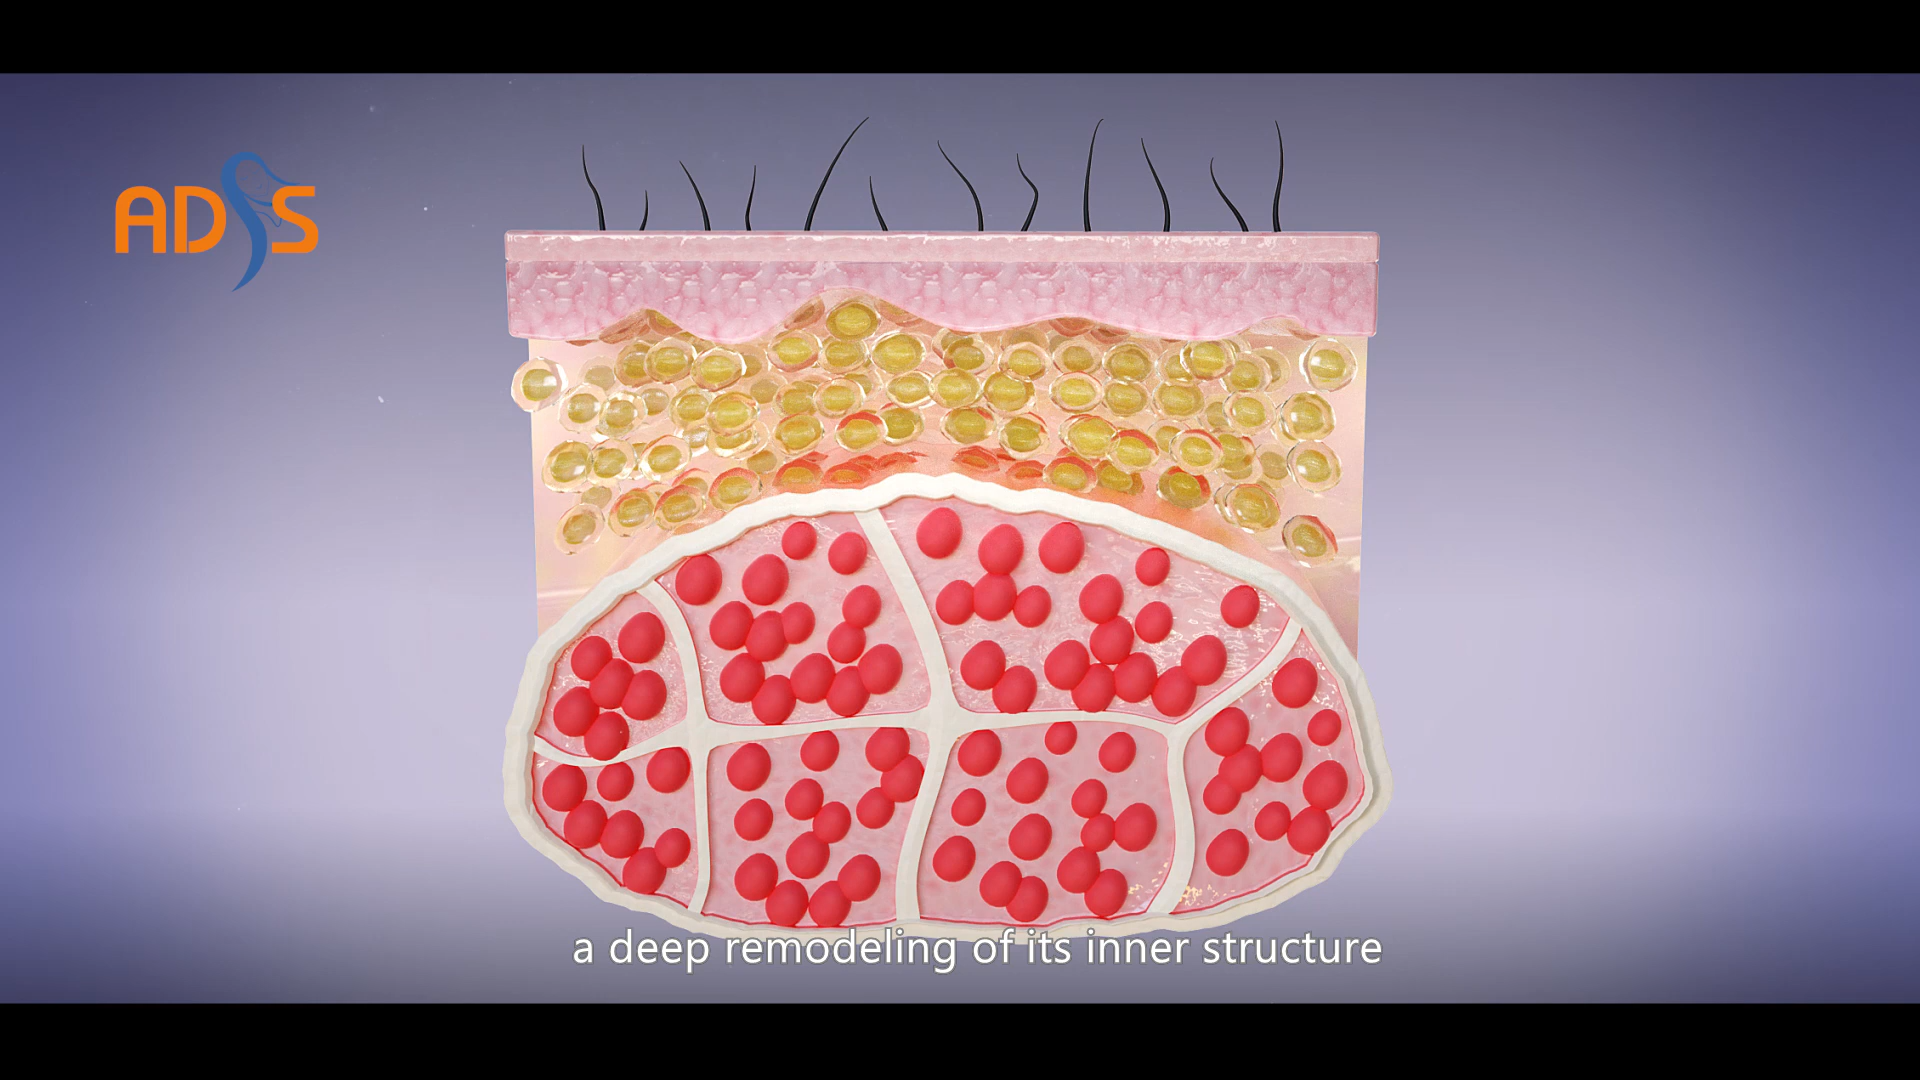 ADSS
a deep remodeling of its inner structure